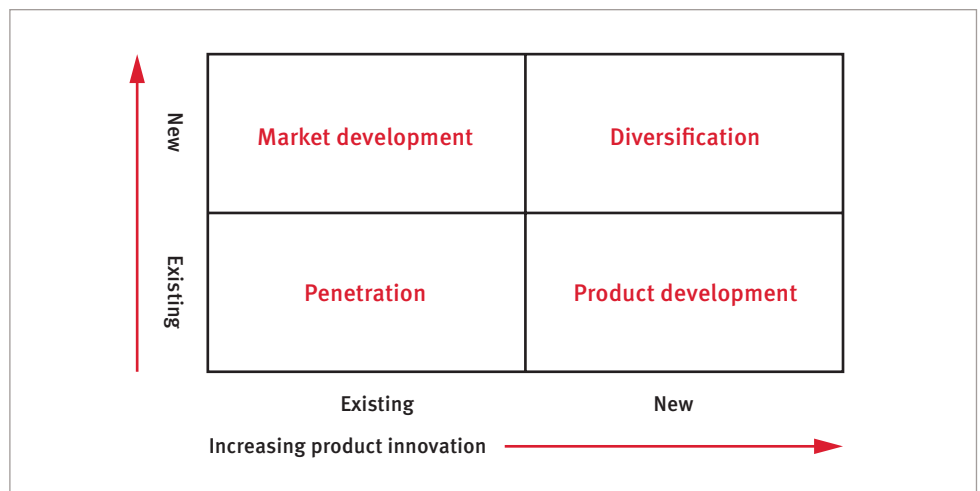 New
Market development
Diversification
Existing
Penetration
Product development
Existing
New
Increasing product innovation